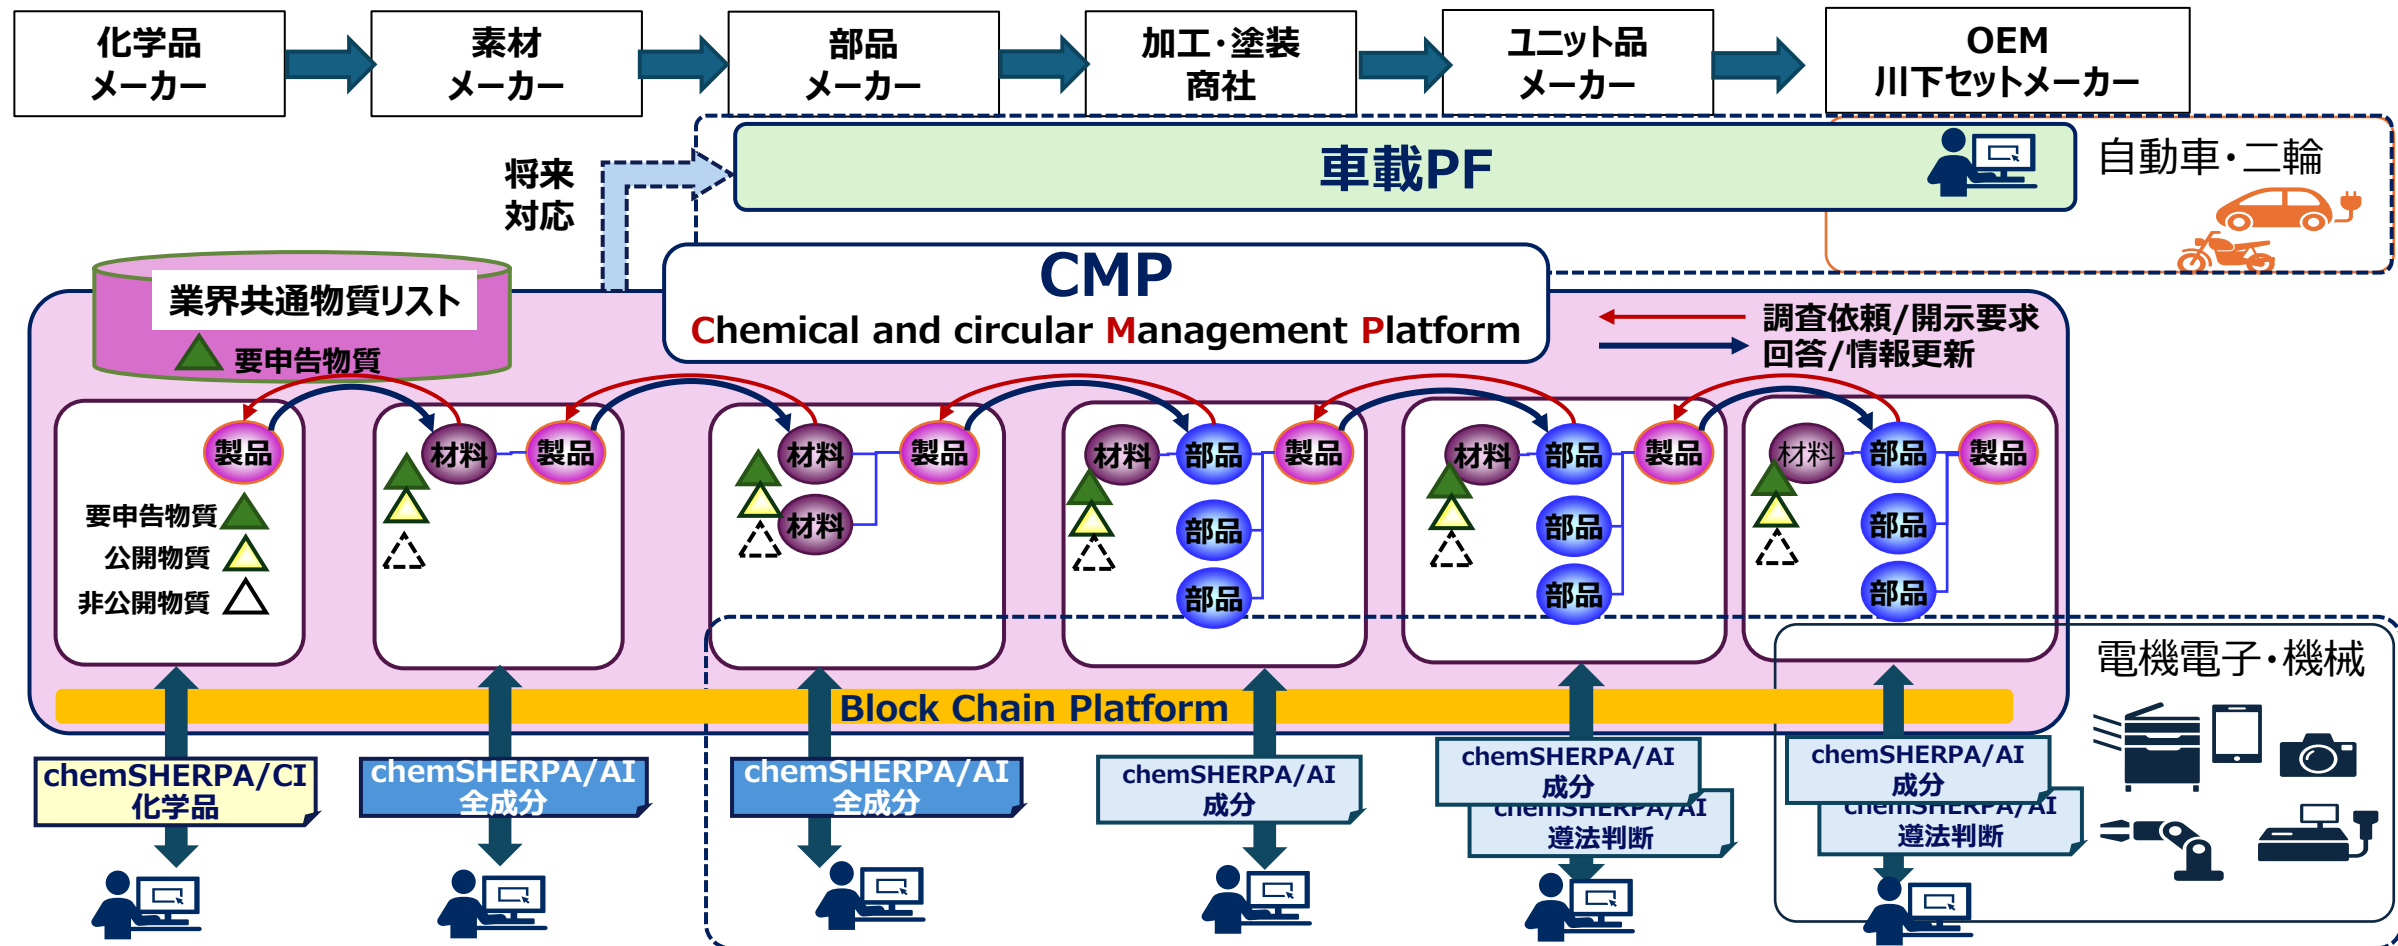 化学品
メーカー
素材
メーカー
部品
メーカー
加工・塗装
商社
ユニット品
メーカー
OEM
川下セットメーカー
車載PF
自動車・二輪
将来
対応
CMP
Chemical and circular Management Platform
業界共通物質リスト
要申告物質
調査依頼/開示要求
回答/情報更新
製品
材料
製品
材料
製品
材料
部品
製品
材料
部品
製品
材料
部品
製品
要申告物質
公開物質
非公開物質
材料
部品
部品
部品
部品
部品
部品
電機電子・機械
Block Chain Platform
chemSHERPA/CI
化学品
chemSHERPA/AI
全成分
chemSHERPA/AI
全成分
chemSHERPA/AI
成分
chemSHERPA/AI
成分
chemSHERPA/AI
遵法判断
chemSHERPA/AI
成分
chemSHERPA/AI
遵法判断